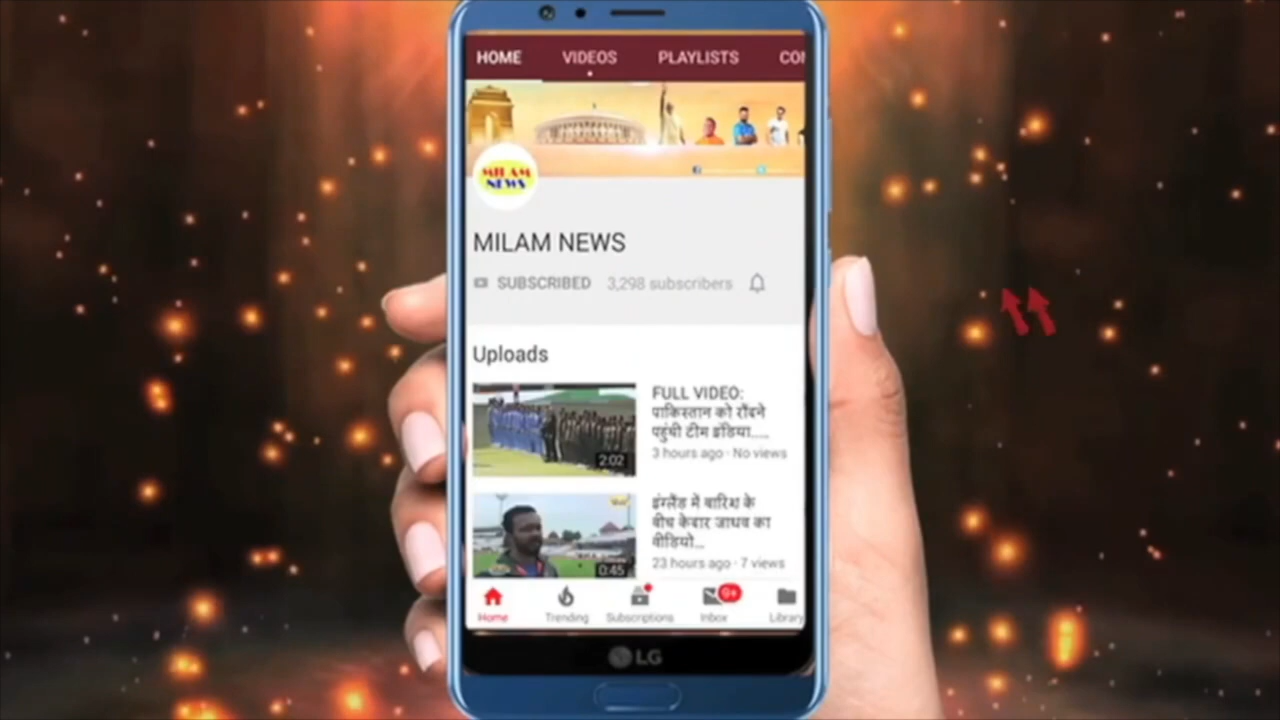 HOME VIDEOS PLAYLISTS CO
MILAM
NEWS
MILAM NEWS
SUBSCRIBED 3,298 subscribers
Uploads
FULL VIDEO:
पाकिस्तान को रौंदने
पहुंची टीम इंडिया.....
3 hours ago · No views
2:02
इंग्लैंड में बारिश के
बीच केदार जाधव का
वीडियो...
23 hours ago · 7 views
0:45
9+
Home Trending Subscriptions Inbox Library
LG